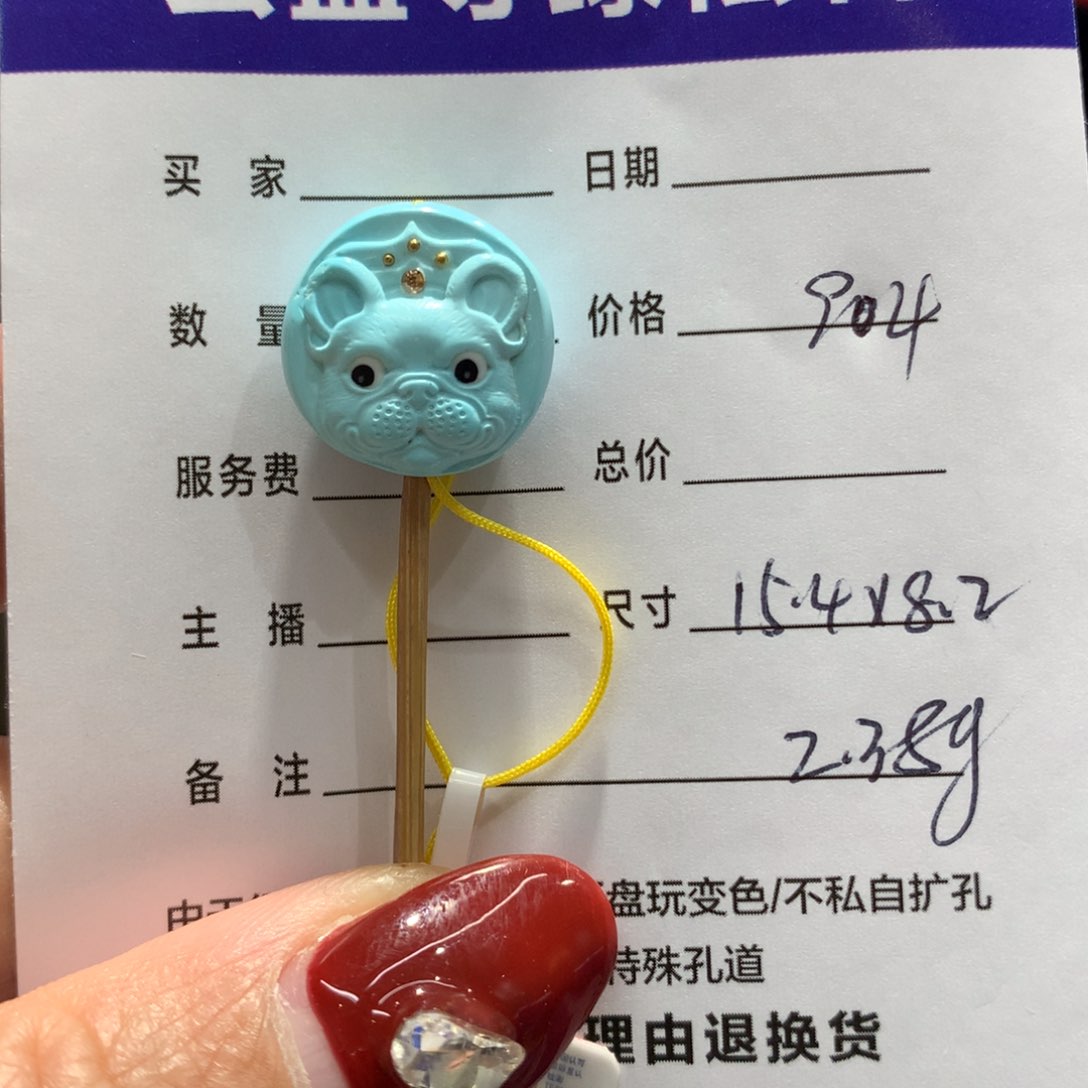 买 家 日期
数 量 价格 904
服务费 总价
主 播 尺寸 15.4x8.2
备 注 2.38g
盘玩变色/不私自扩孔
特殊孔道
理由退换货